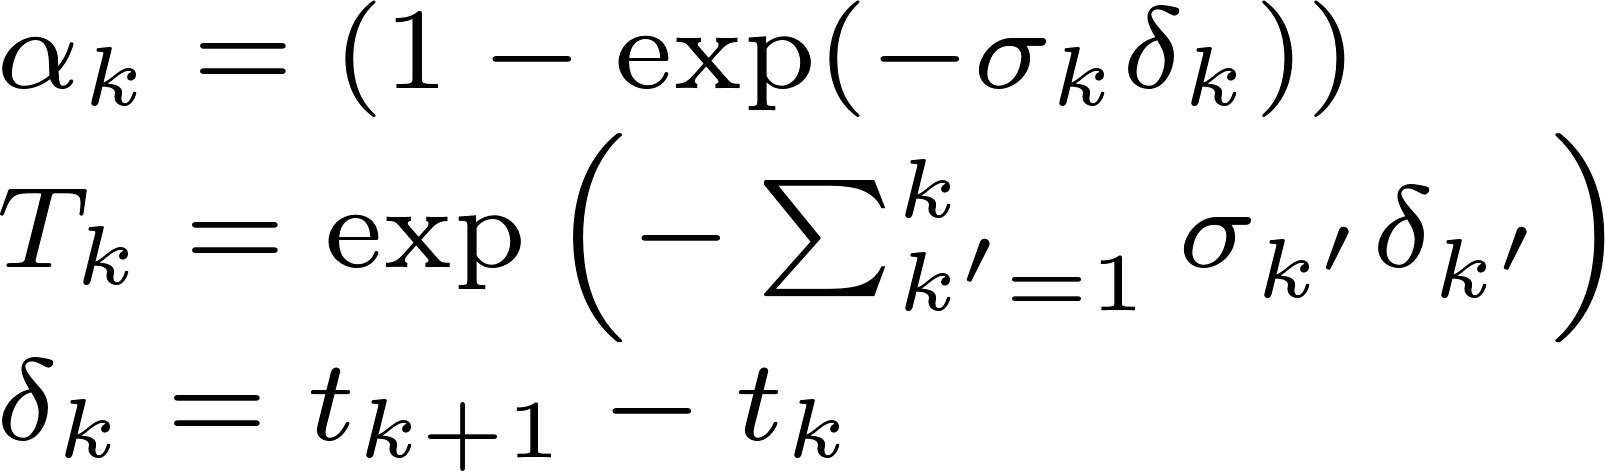 α_k = (1 − exp(−σ_k δ_k))
T_k = exp(−∑_{k′=1}^{k} σ_{k′} δ_{k′})
δ_k = t_{k+1} − t_k